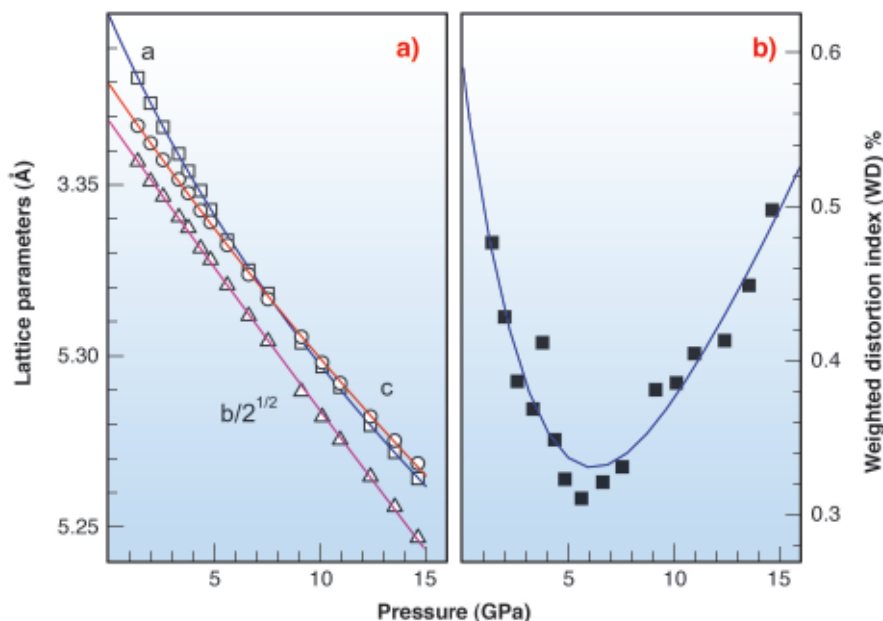 a)
a
c
b/2^1/2
3.35
5.30
5.25
5
10
15
Lattice parameters (Å)
b)
0.6
0.5
0.4
0.3
5
10
15
Weighted distortion index (WD) %
Pressure (GPa)